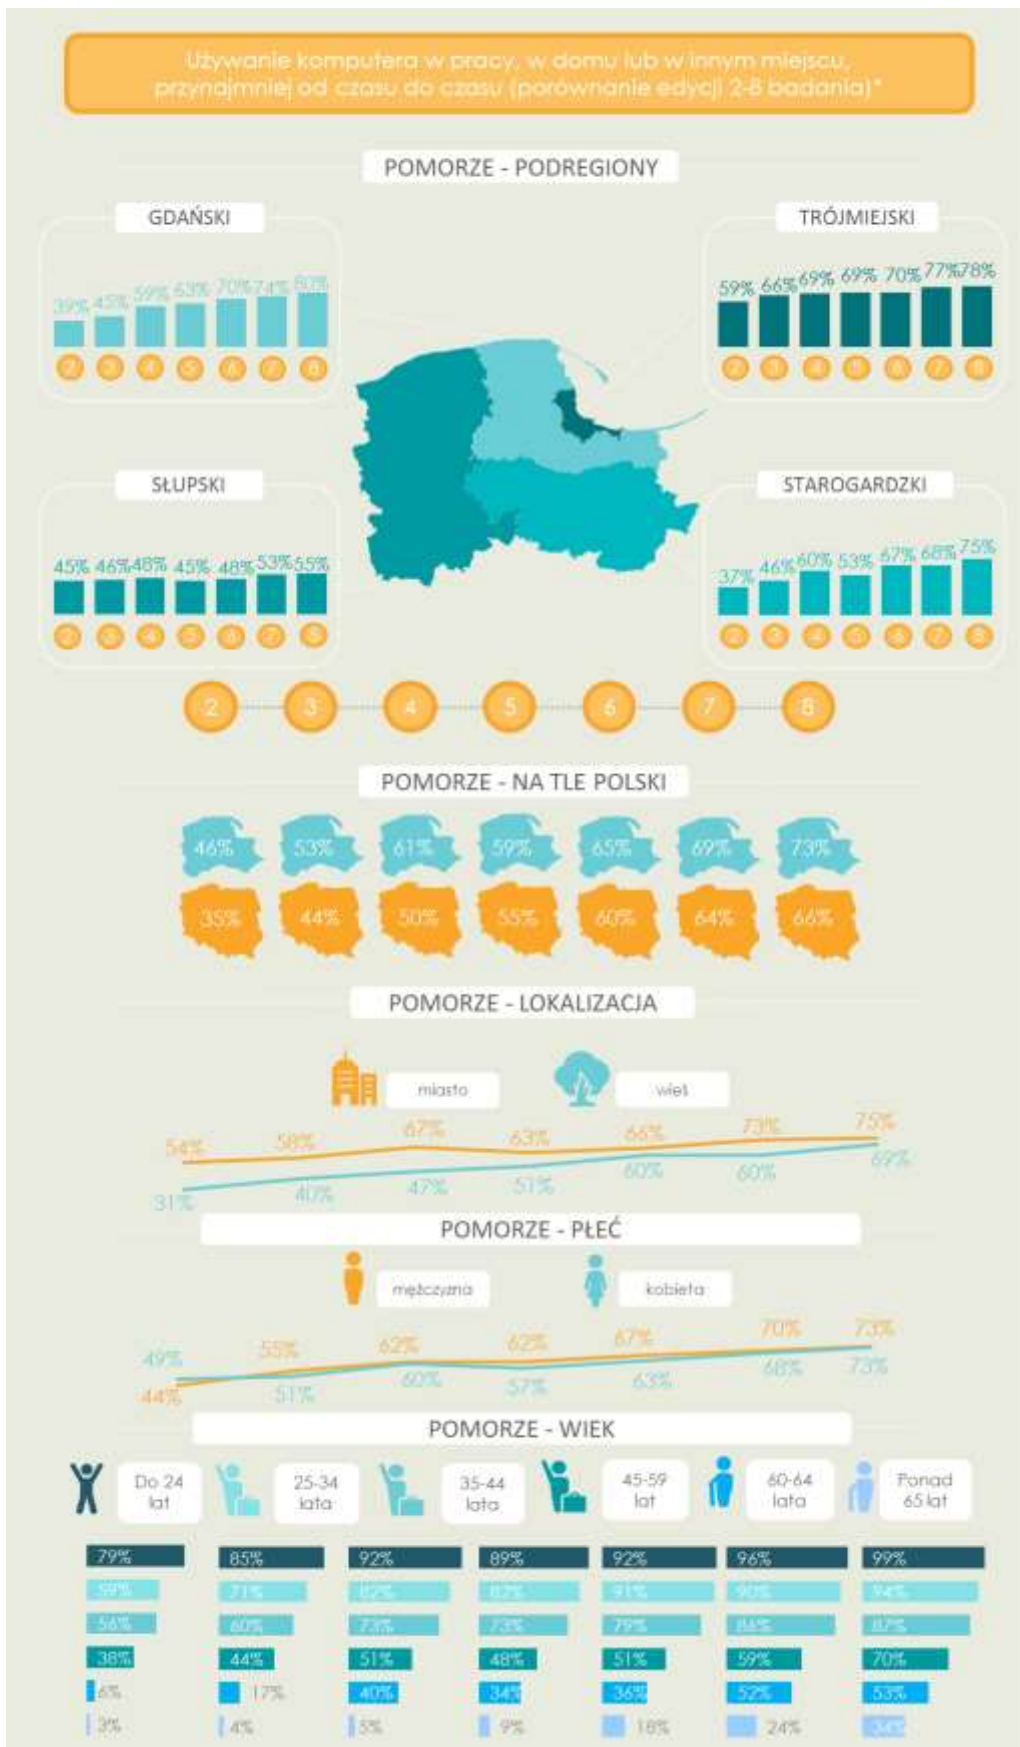 Używanie komputera w pracy, w domu lub w innym miejscu,
przynajmniej od czasu do czasu (porównanie edycji 2-8 badania)*
POMORZE - PODREGIONY
GDAŃSKI
39% 45% 59% 63% 70% 74% 80%
2 3 4 5 6 7 8
TRÓJMIEJSKI
59% 66% 69% 69% 70% 77% 78%
2 3 4 5 6 7 8
SŁUPSKI
45% 46% 48% 45% 48% 53% 55%
2 3 4 5 6 7 8
STAROGARDZKI
37% 46% 60% 53% 67% 68% 75%
2 3 4 5 6 7 8
2 3 4 5 6 7 8
POMORZE - NA TLE POLSKI
46% 53% 61% 59% 65% 69% 73%
35% 44% 50% 55% 60% 64% 66%
POMORZE - LOKALIZACJA
miasto wieś
54% 58% 67% 63% 66% 73% 75%
31% 40% 47% 51% 60% 60% 69%
POMORZE - PŁEĆ
mężczyzna kobieta
49% 55% 62% 62% 67% 70% 73%
44% 51% 60% 57% 63% 68% 73%
POMORZE - WIEK
Do 24
lat
25-34
lata
35-44
lata
45-59
lat
60-64
lata
Ponad
65 lat
79% 85% 92% 89% 92% 96% 99%
59% 71% 82% 82% 91% 90% 94%
56% 60% 73% 73% 79% 86% 87%
38% 44% 51% 48% 51% 59% 70%
6% 17% 40% 34% 36% 52% 53%
3% 4% 5% 9% 18% 24% 34%